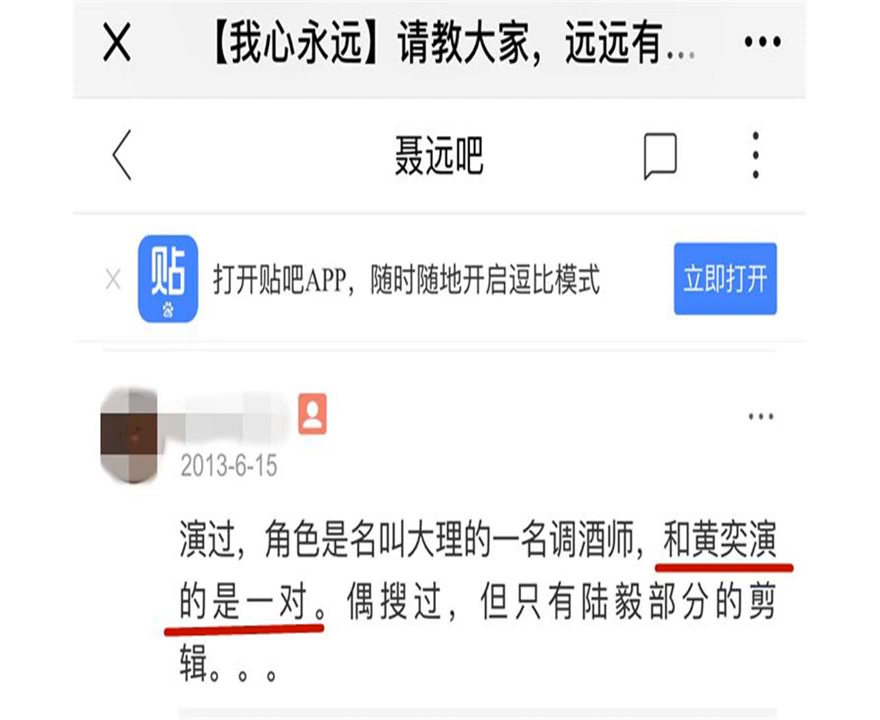 【我心永远】请教大家，远远有...
聂远吧
贴
打开贴吧APP，随时随地开启逗比模式
立即打开
2013-6-15
演过，角色是名叫大理的一名调酒师，和黄奕演
的是一对。偶搜过，但只有陆毅部分的剪
辑。。。